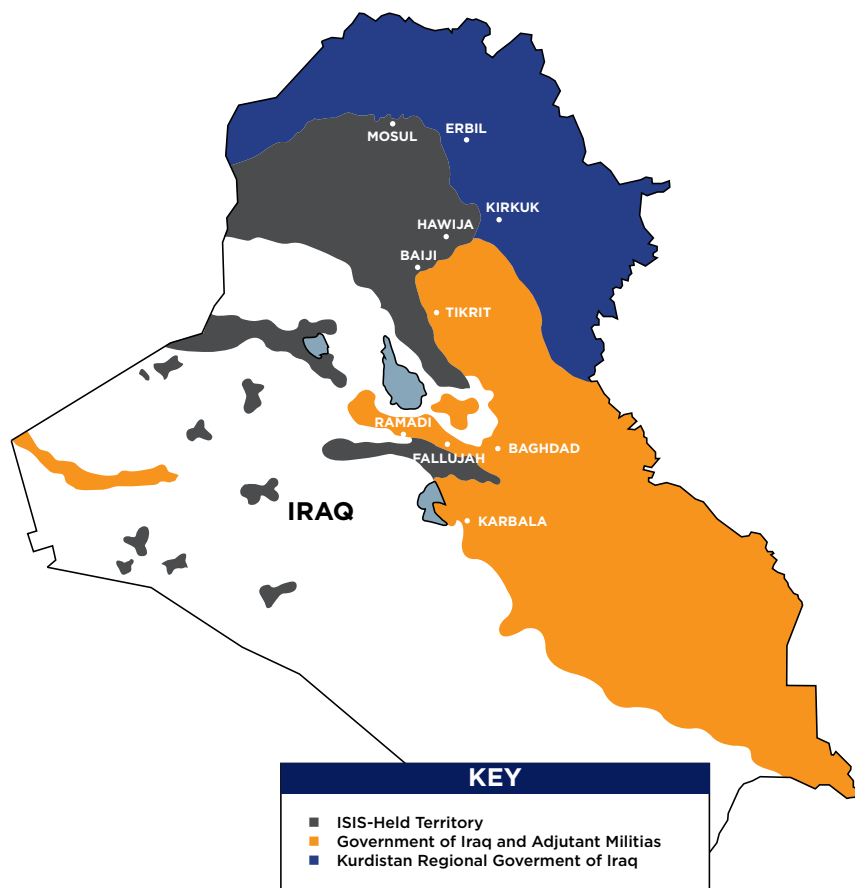 MOSUL
ERBIL
KIRKUK
HAWIJA
BAIJI
TIKRIT
RAMADI
FALLUJAH
BAGHDAD
IRAQ
KARBALA
KEY
ISIS-Held Territory
Government of Iraq and Adjutant Militias
Kurdistan Regional Goverment of Iraq